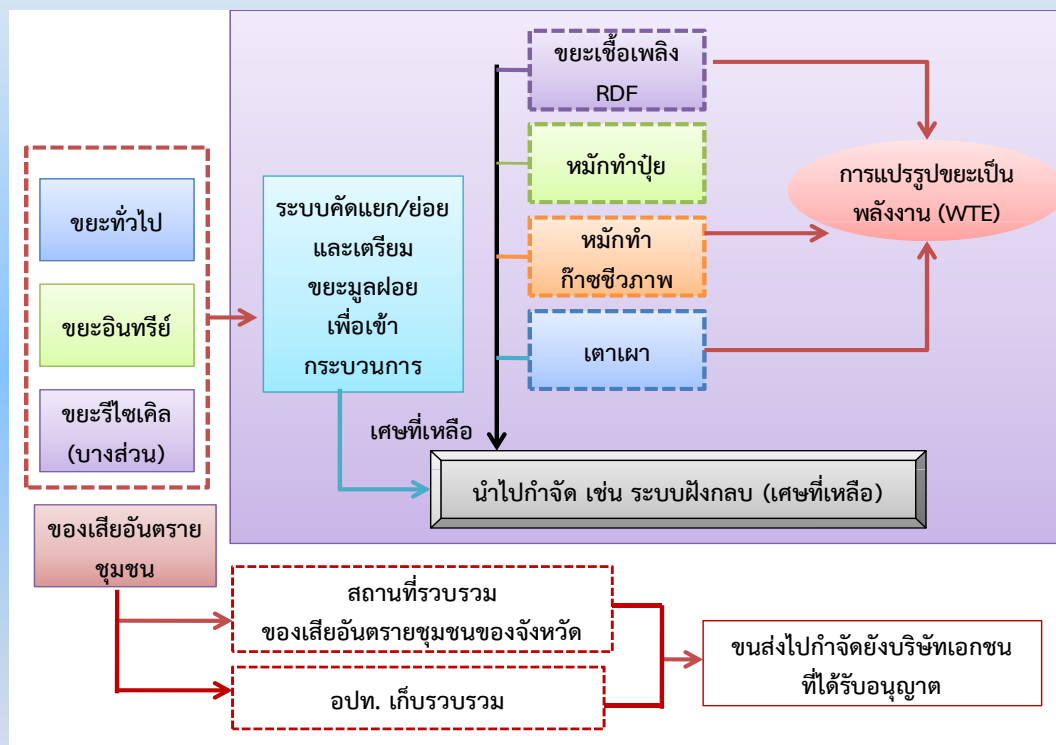 ขยะทั่วไป
ขยะอินทรีย์
ขยะรีไซเคิล
(บางส่วน)
ระบบคัดแยก/ย่อย
และเตรียม
ขยะมูลฝอย
เพื่อเข้า
กระบวนการ
ขยะเชื้อเพลิง
RDF
หมักทำปุ๋ย
หมักทำ
ก๊าซชีวภาพ
เตาเผา
การแปรรูปขยะเป็น
พลังงาน (WTE)
เศษที่เหลือ
นำไปกำจัด เช่น ระบบฝังกลบ (เศษที่เหลือ)
ของเสียอันตราย
ชุมชน
สถานที่รวบรวม
ของเสียอันตรายชุมชนของจังหวัด
อปท. เก็บรวบรวม
ขนส่งไปกำจัดยังบริษัทเอกชน
ที่ได้รับอนุญาต